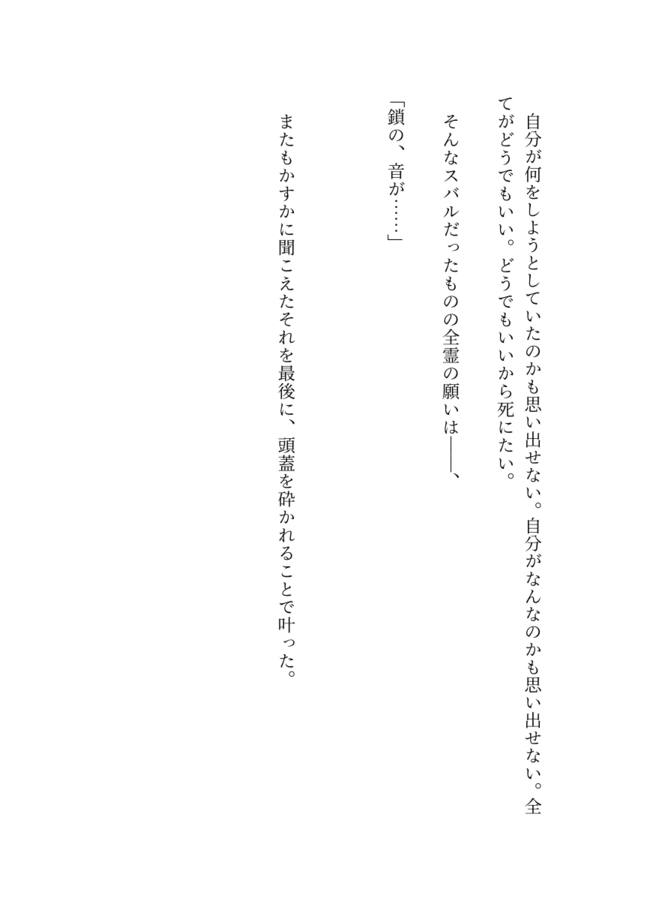 自分が何をしようとしていたのかも思い出せない。自分がなんなのかも思い出せない。全
てがどうでもいい。どうでもいいから死にたい。
そんなスバルだったものの全霊の願いは――、
「鎖の、音が……」
またもかすかに聞こえたそれを最後に、頭蓋を砕かれることで叶った。